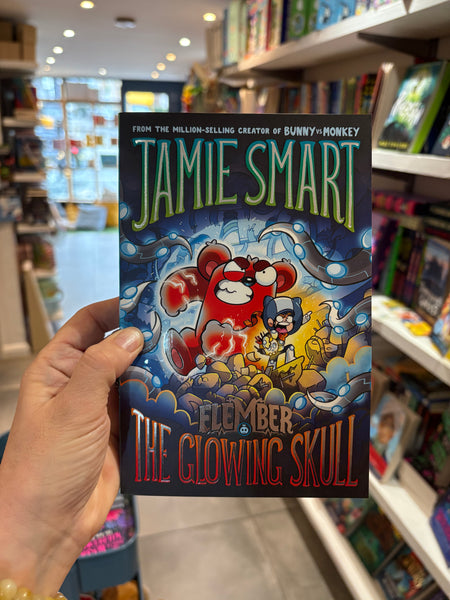 FROM THE MILLION-SELLING CREATOR OF BUNNY vs MONKEY
JAMIE SMART
FLEMBER
THE GLOWING SKULL